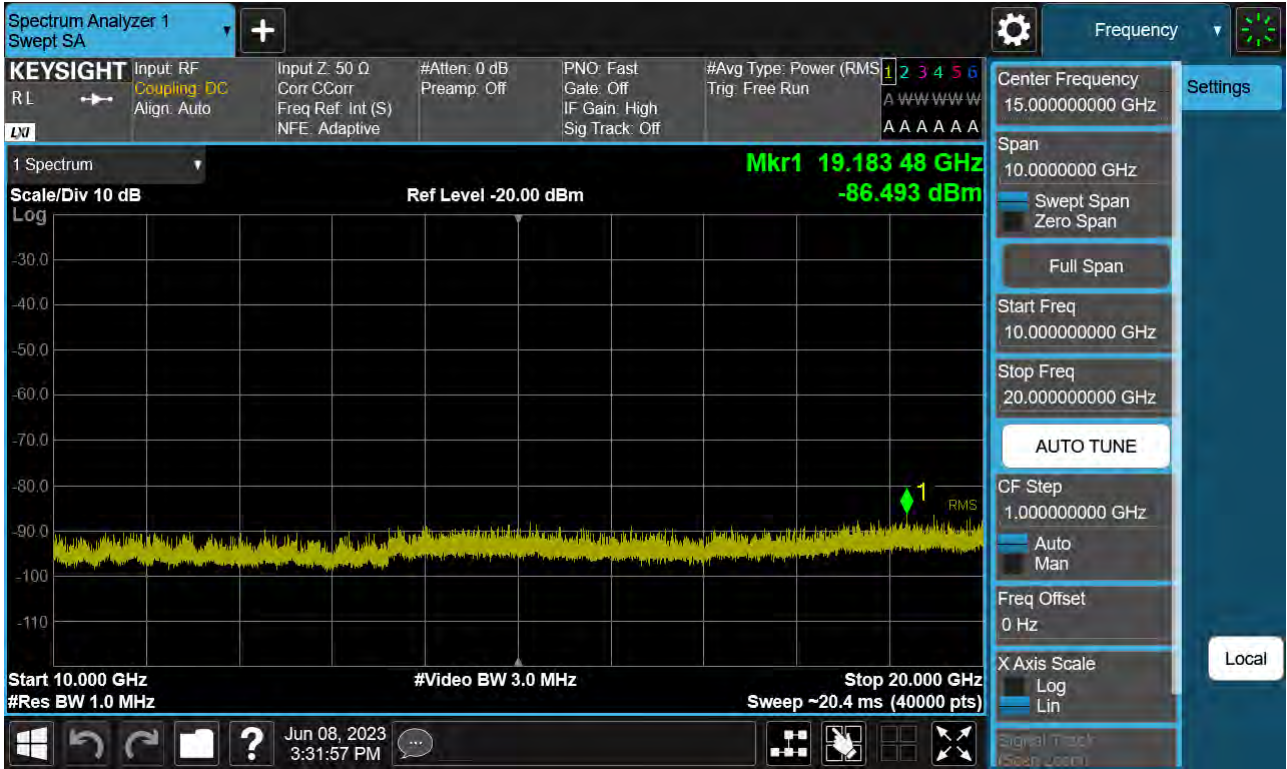 Spectrum Analyzer 1
Swept SA
Frequency
KEYSIGHT
R L
LXI
Input: RF
Coupling: DC
Align: Auto
Input Z: 50 Ω
Corr CCorr
Freq Ref: Int (S)
NFE: Adaptive
#Atten: 0 dB
Preamp: Off
PNO: Fast
Gate: Off
IF Gain: High
Sig Track: Off
#Avg Type: Power (RMS
Trig: Free Run
1 2 3 4 5 6
A W W W W W
A A A A A A
1 Spectrum
Scale/Div 10 dB
Log
Ref Level -20.00 dBm
Mkr1 19.183 48 GHz
-86.493 dBm
-30.0
-40.0
-50.0
-60.0
-70.0
-80.0
-90.0
-100
-110
1
RMS
Start 10.000 GHz
#Res BW 1.0 MHz
#Video BW 3.0 MHz
Stop 20.000 GHz
Sweep ~20.4 ms (40000 pts)
Center Frequency
15.000000000 GHz
Span
10.0000000 GHz
Swept Span
Zero Span
Full Span
Start Freq
10.000000000 GHz
Stop Freq
20.000000000 GHz
AUTO TUNE
CF Step
1.000000000 GHz
Auto
Man
Freq Offset
0 Hz
X Axis Scale
Log
Lin
Signal Track
(Span Zoom)
Settings
Local
?
Jun 08, 2023
3:31:57 PM